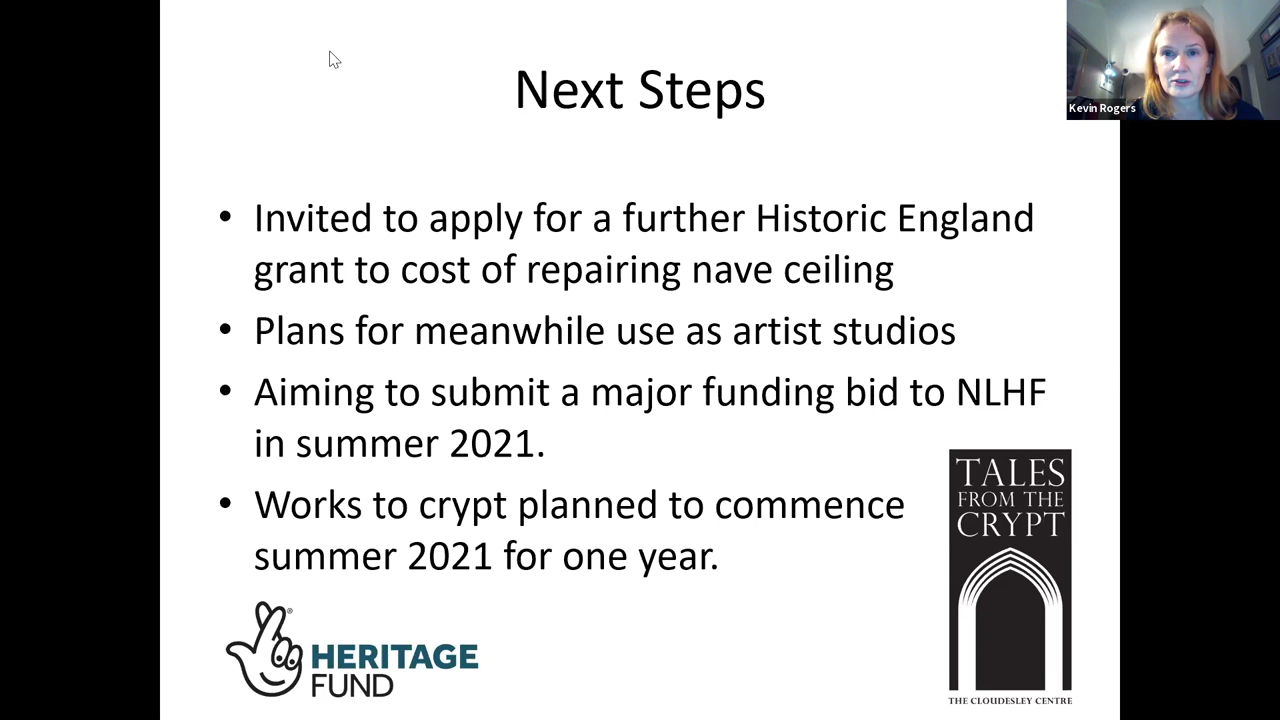 Next Steps
Kevin Rogers
• Invited to apply for a further Historic England
grant to cost of repairing nave ceiling
• Plans for meanwhile use as artist studios
• Aiming to submit a major funding bid to NLHF
in summer 2021.
• Works to crypt planned to commence
summer 2021 for one year.
TALES
FROM THE
CRYPT
THE CLOUDESLEY CENTRE
HERITAGE
FUND
®